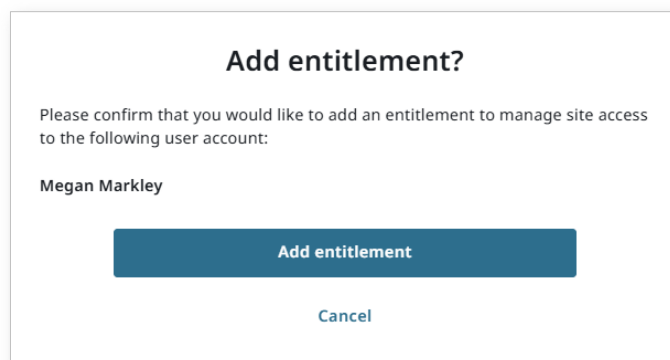 Add entitlement?
Please confirm that you would like to add an entitlement to manage site access
to the following user account:
Megan Markley
Add entitlement
Cancel